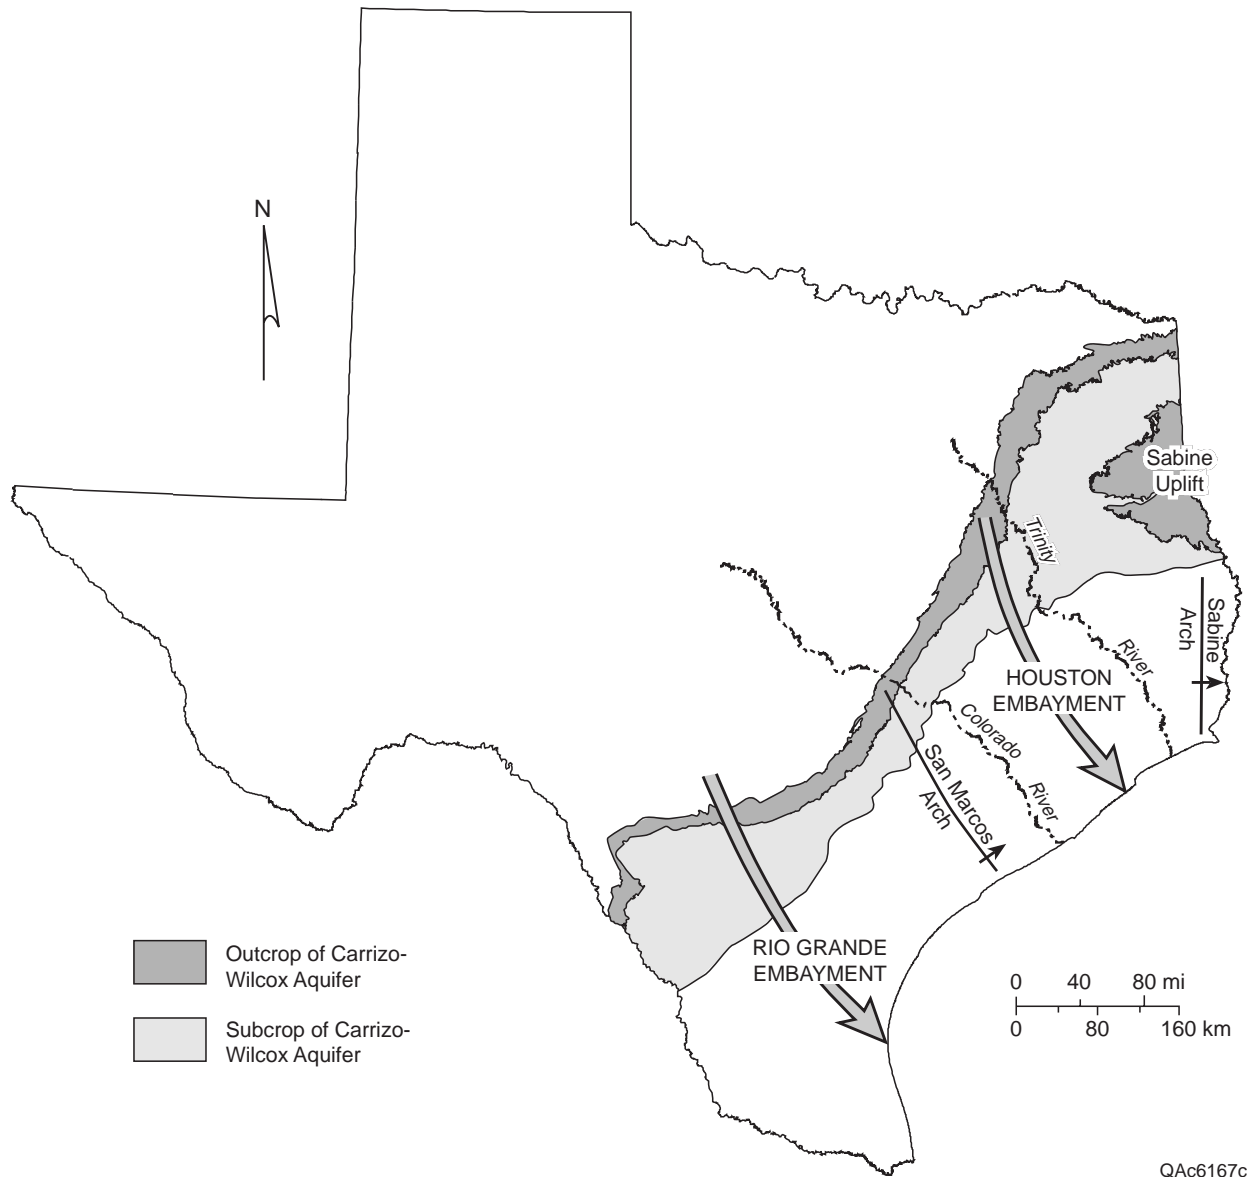 N
Sabine
Uplift
Trinity
River
Sabine
Arch
HOUSTON
EMBAYMENT
Colorado
River
San Marcos
Arch
RIO GRANDE
EMBAYMENT
Outcrop of Carrizo-
Wilcox Aquifer
Subcrop of Carrizo-
Wilcox Aquifer
0 40 80 mi
0 80 160 km
QAc6167c